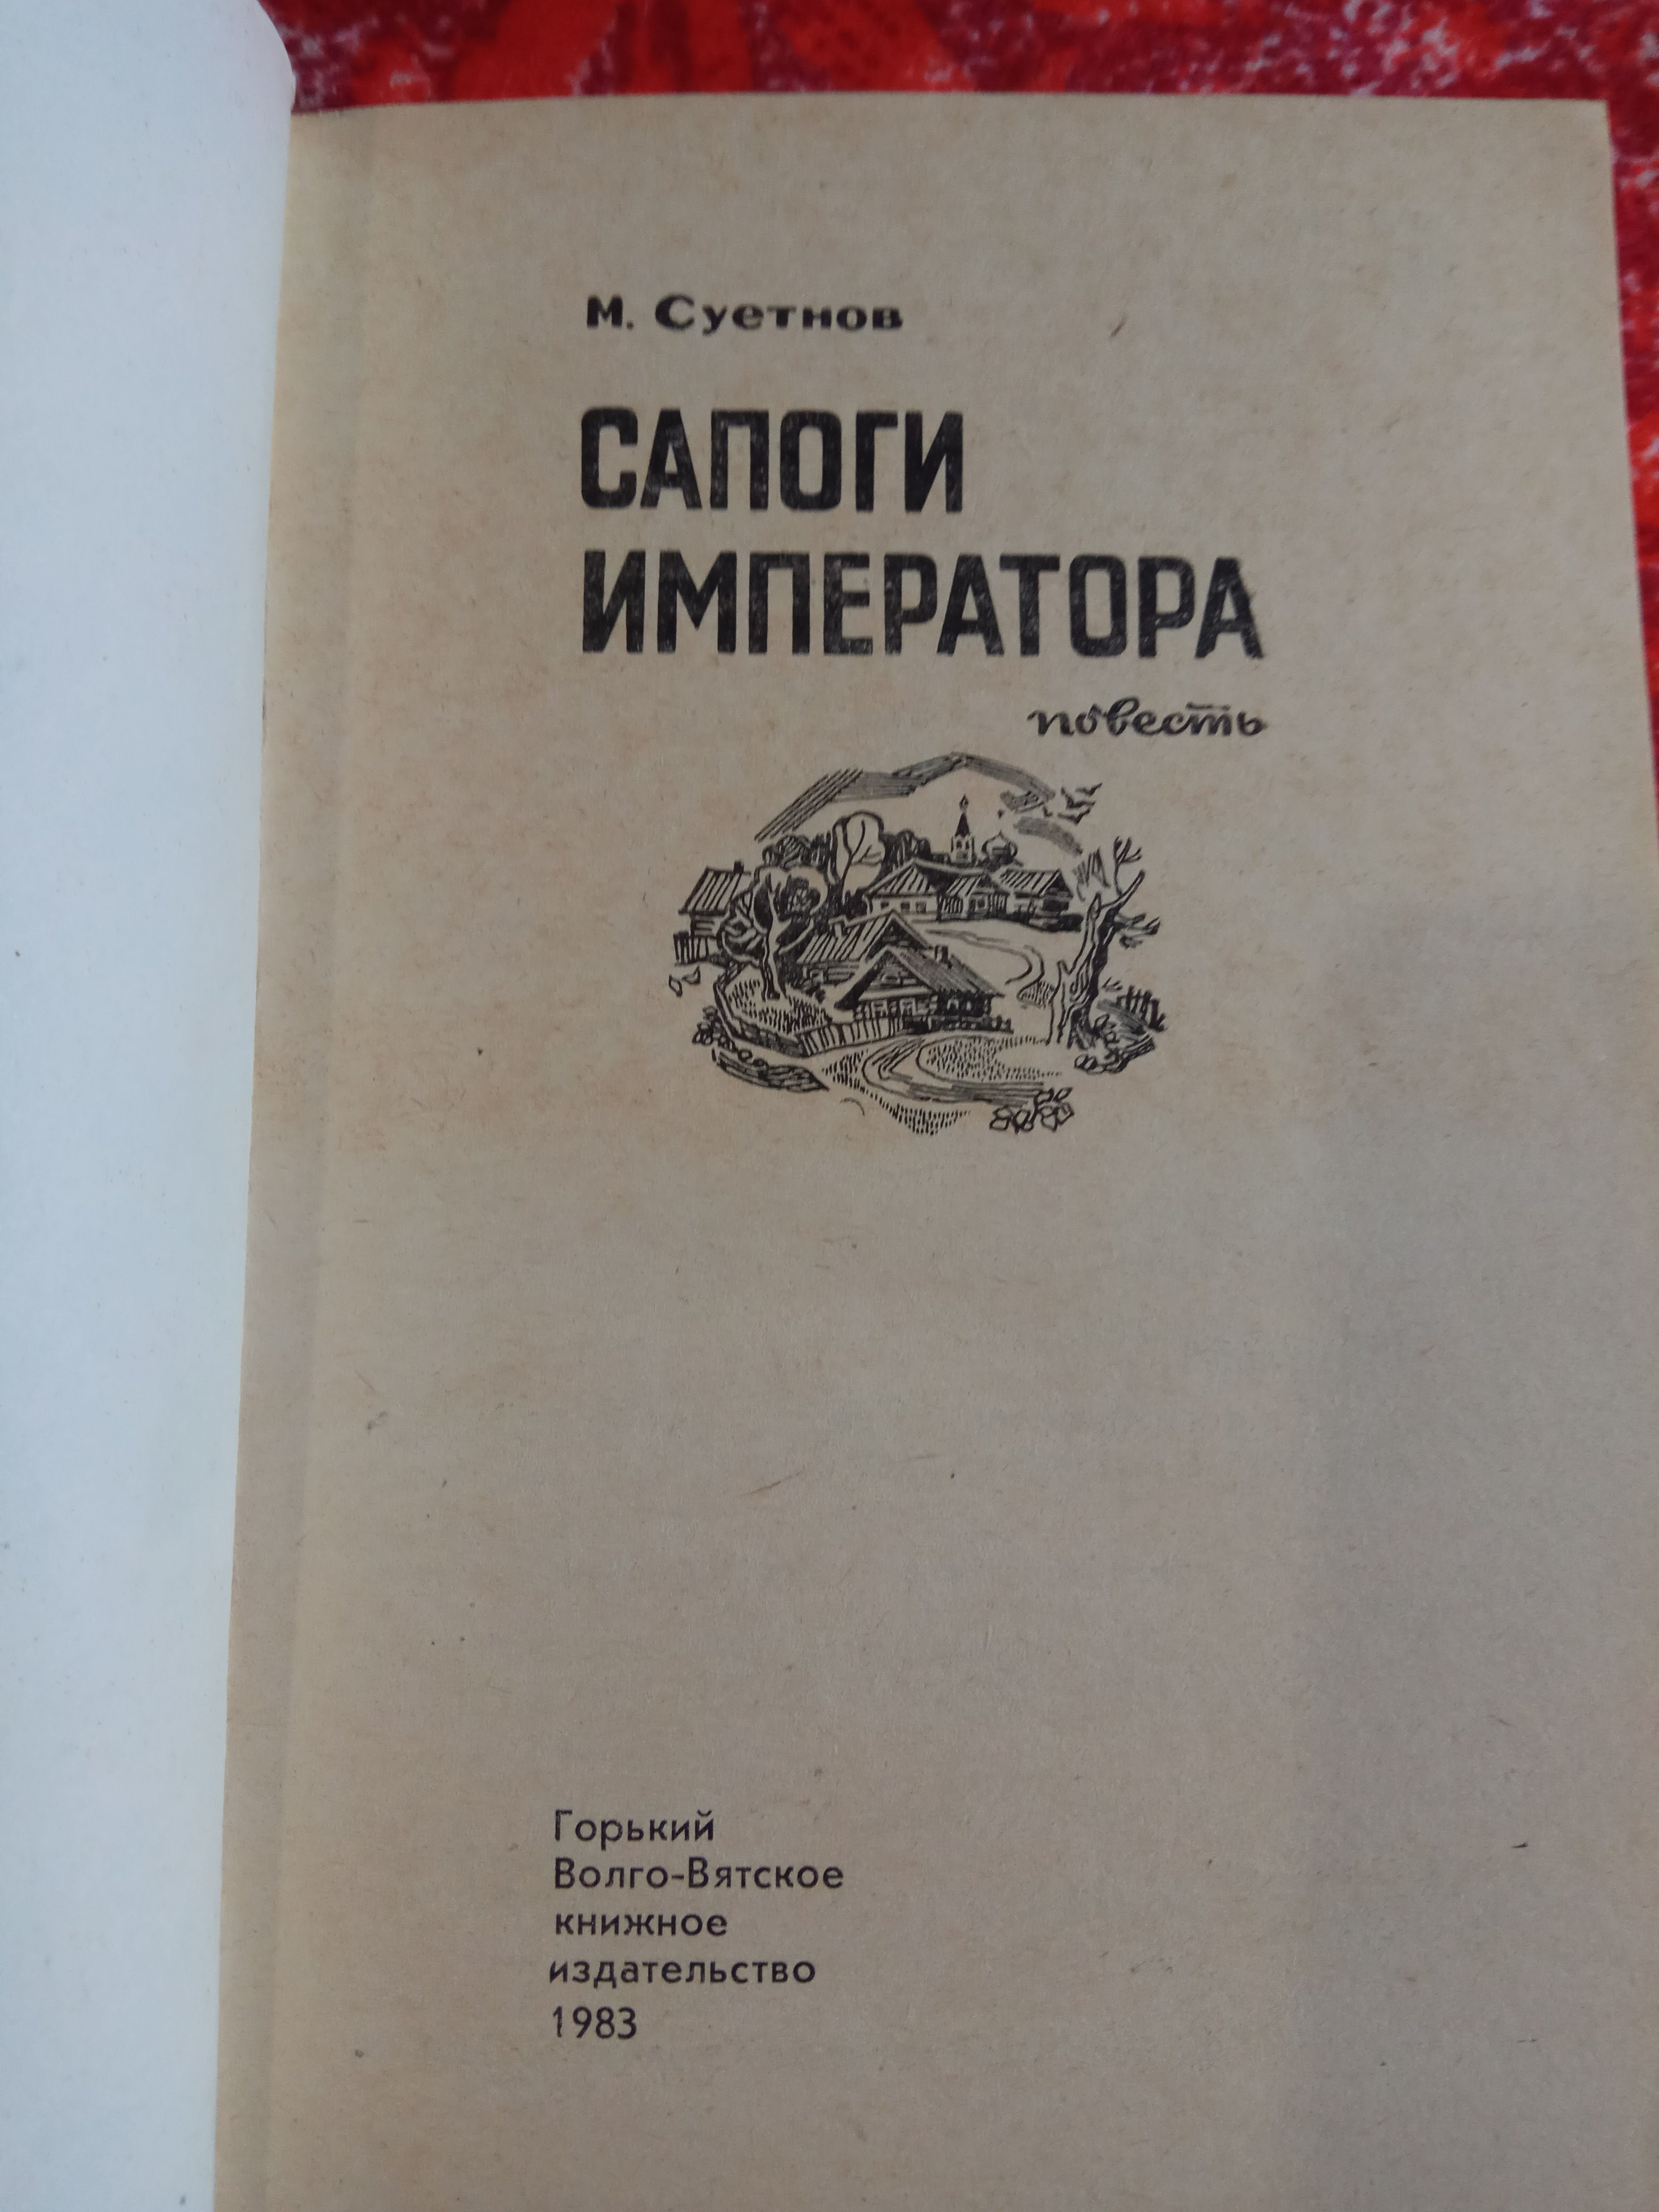 М. Суетнов
САПОГИ
ИМПЕРАТОРА
повесть
Горький
Волго-Вятское
книжное
издательство
1983